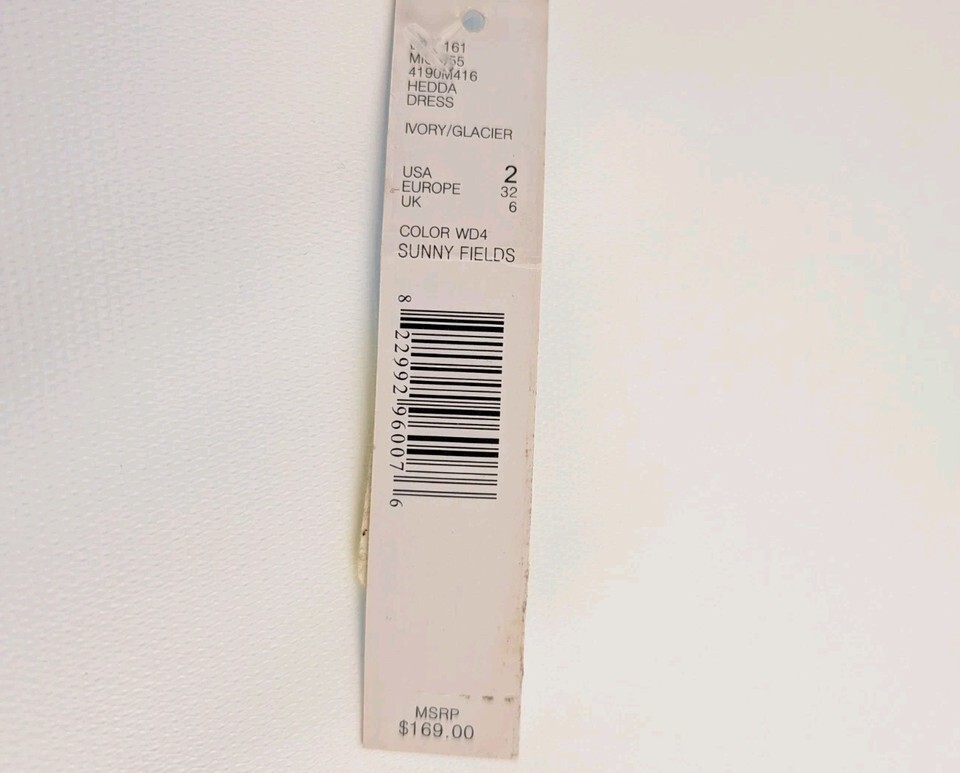 161
4190M416
HEDDA
DRESS
IVORY/GLACIER
USA 2
EUROPE 32
UK 6
COLOR WD4
SUNNY FIELDS
8 22992 96007 6
MSRP
$169.00